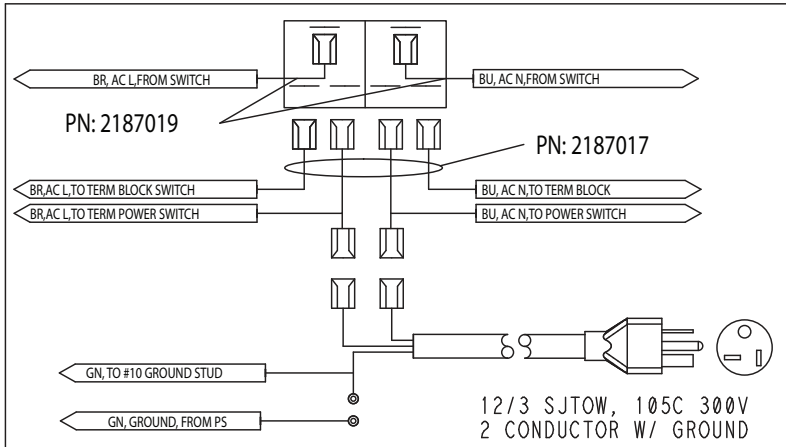 BR, AC L,FROM SWITCH
BU, AC N,FROM SWITCH
PN: 2187019
PN: 2187017
BR,AC L,TO TERM BLOCK SWITCH
BU, AC N,TO TERM BLOCK
BR,AC L,TO TERM POWER SWITCH
BU, AC N,TO POWER SWITCH
GN, TO #10 GROUND STUD
GN, GROUND, FROM PS
12/3 SJTOW, 105C 300V
2 CONDUCTOR W/ GROUND